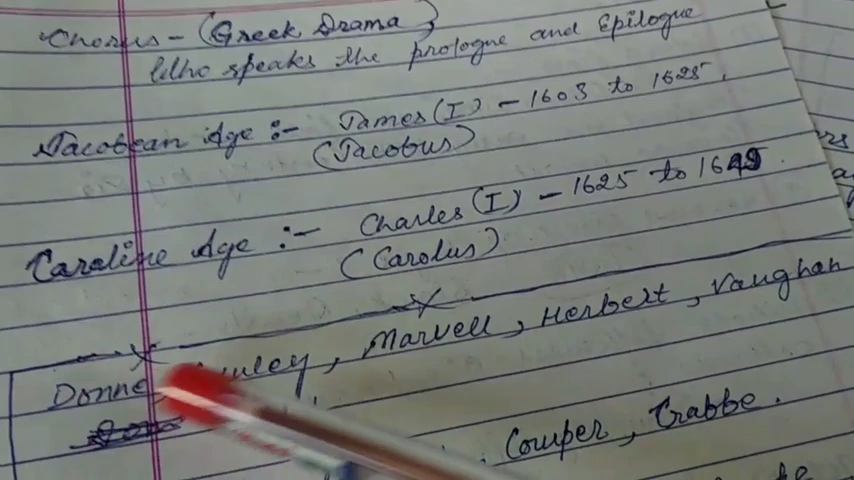 Chorus - (Greek Drama)
Who speaks the prologue and Epilogue
Jacobean Age :- James (I) - 1603 to 1625.
(Jacobus)
Caroline Age :- Charles (I) - 1625 to 1649.
(Carolus)
Donne, , Marvell, Herbert, Vaughan
Cowper, Crabbe.